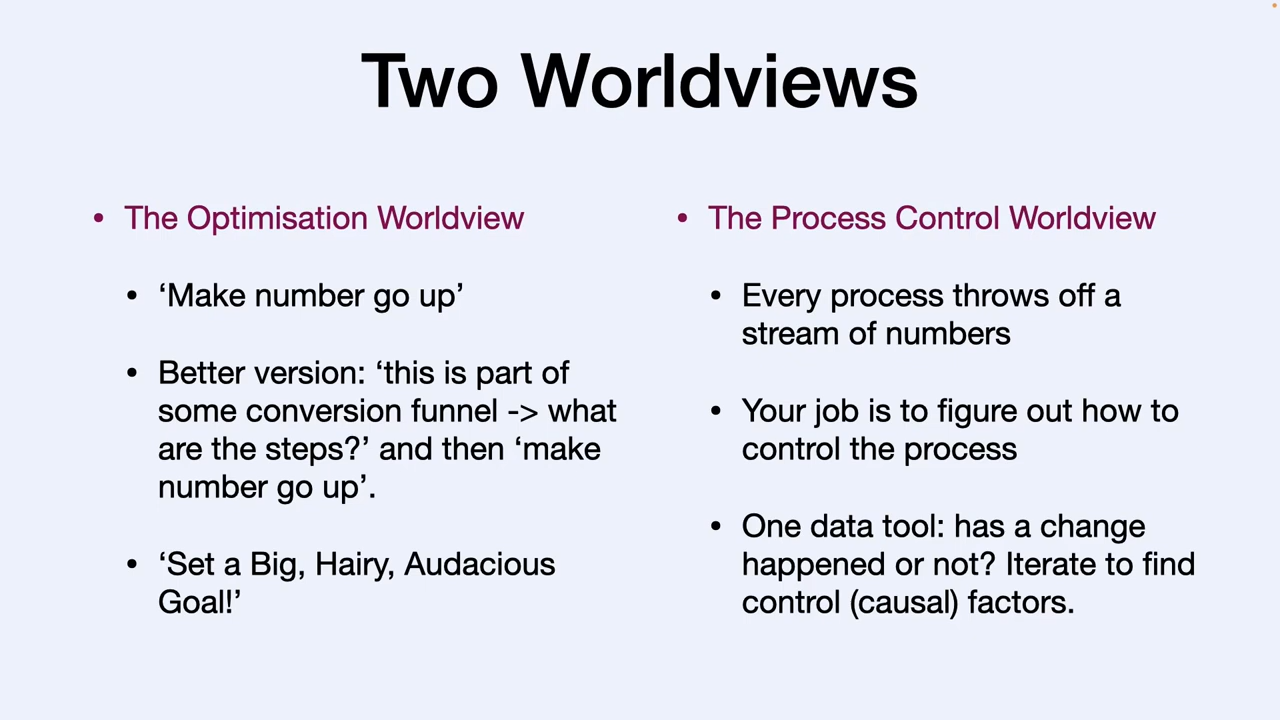 Two Worldviews
• The Optimisation Worldview
• ‘Make number go up’
• Better version: ‘this is part of
some conversion funnel -> what
are the steps?’ and then ‘make
number go up’.
• ‘Set a Big, Hairy, Audacious
Goal!’
• The Process Control Worldview
• Every process throws off a
stream of numbers
• Your job is to figure out how to
control the process
• One data tool: has a change
happened or not? Iterate to find
control (causal) factors.